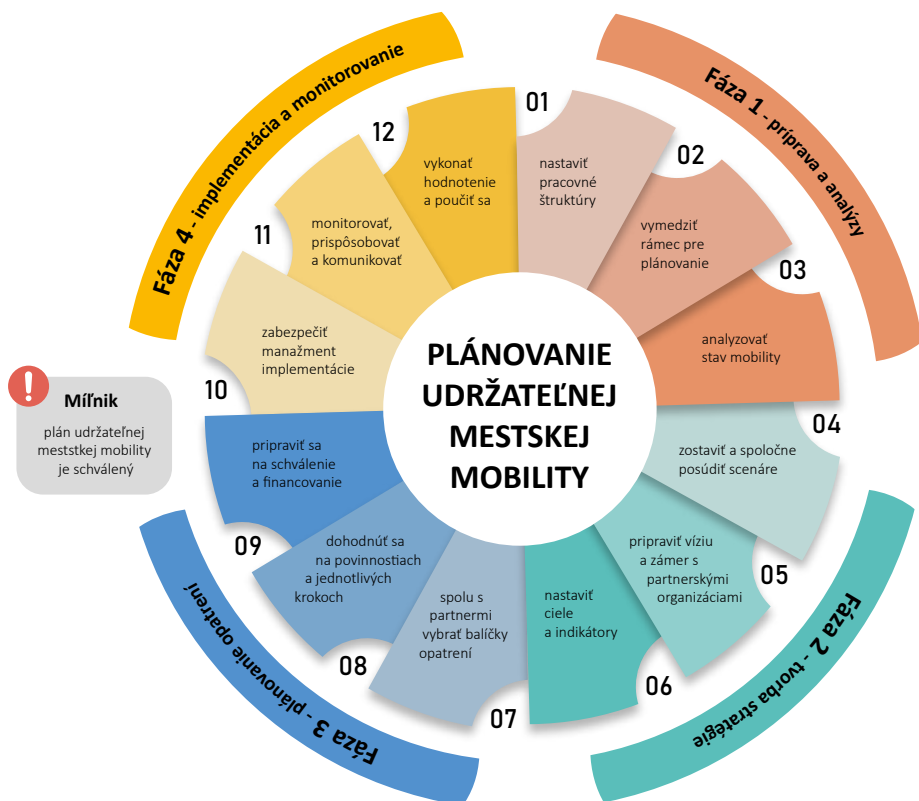 PLÁNOVANIE
UDRŽATEĽNEJ
MESTSKEJ
MOBILITY
Fáza 1 - príprava a analýzy
01
nastaviť
pracovné
štruktúry
02
vymedziť
rámec pre
plánovanie
03
analyzovať
stav mobility
Fáza 2 - tvorba stratégie
04
zostaviť a spoločne
posúdiť scenáre
05
pripraviť víziu
a zámer s
partnerskými
organizáciami
06
nastaviť
ciele
a indikátory
Fáza 3 - plánovanie opatrení
07
spolu s
partnermi
vybrať balíčky
opatrení
08
dohodnúť sa
na povinnostiach
a jednotlivých
krokoch
09
pripraviť sa
na schválenie
a financovanie
!
Míľnik
plán udržateľnej
meststkej mobility
je schválený
Fáza 4 - implementácia a monitorovanie
10
zabezpečiť
manažment
implementácie
11
monitorovať,
prispôsobovať
a komunikovať
12
vykonať
hodnotenie
a poučiť sa